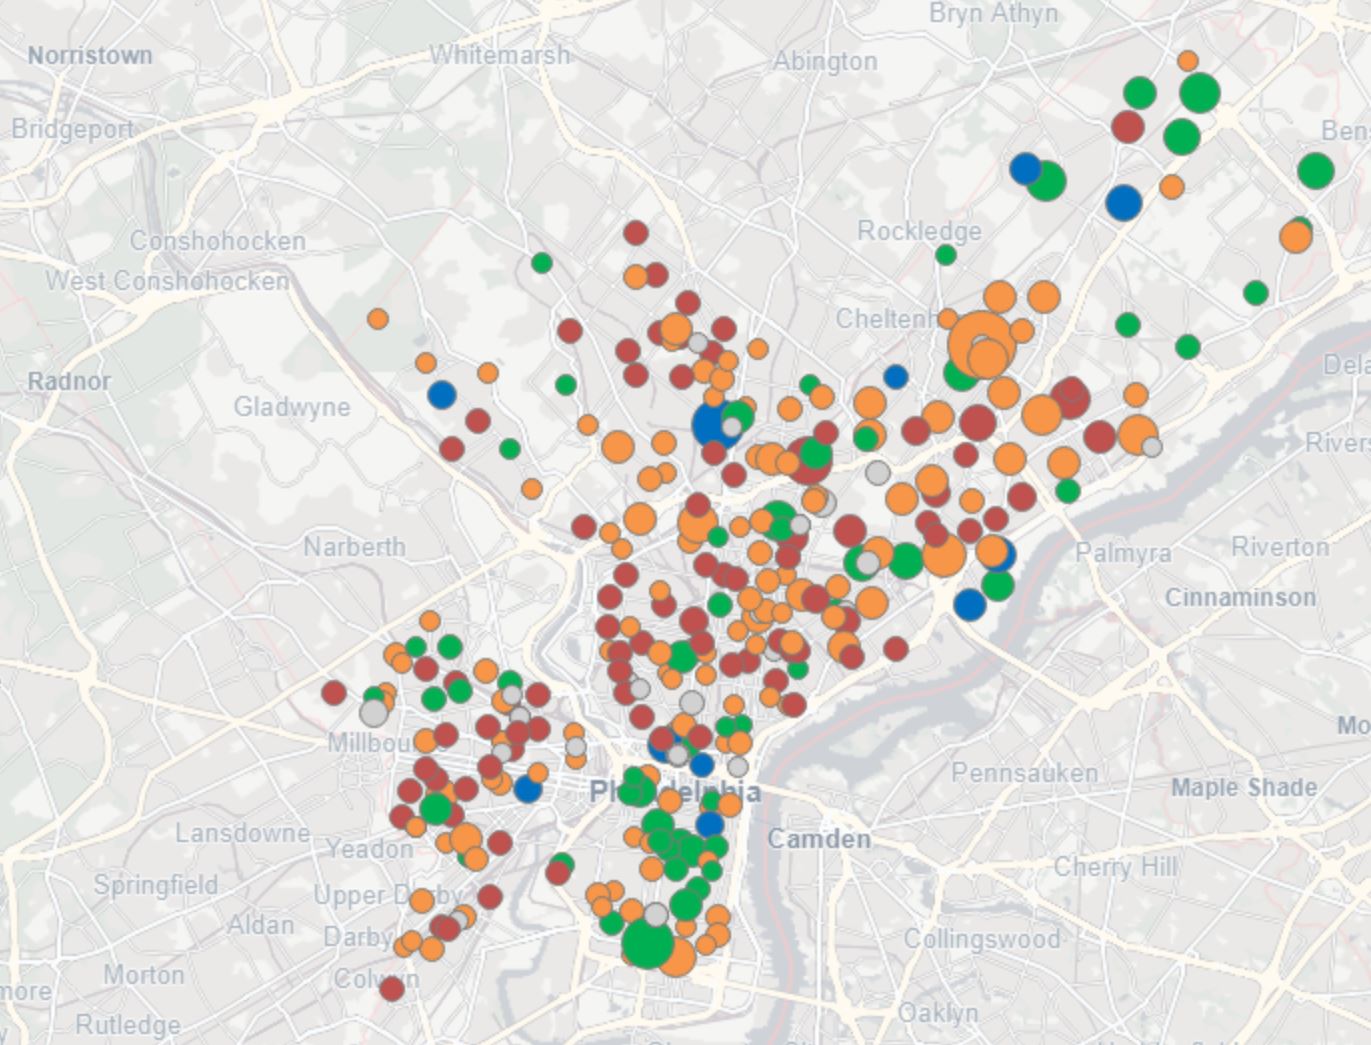 Bryn Athyn
Norristown
Whitemarsh
Abington
Bridgeport
Ben
Conshohocken
Rockledge
West Conshohocken
Chelten
Radnor
Dela
Gladwyne
Rivers
Narberth
Palmyra
Riverton
Cinnaminson
Mo
Millbou
Pennsauken
Maple Shade
Philadelphia
Lansdowne
Camden
Yeadon
Cherry Hill
Springfield
Upper Darby
Aldan
Darby
Collingswood
Morton
Colwyn
more
Oaklyn
Rutledge